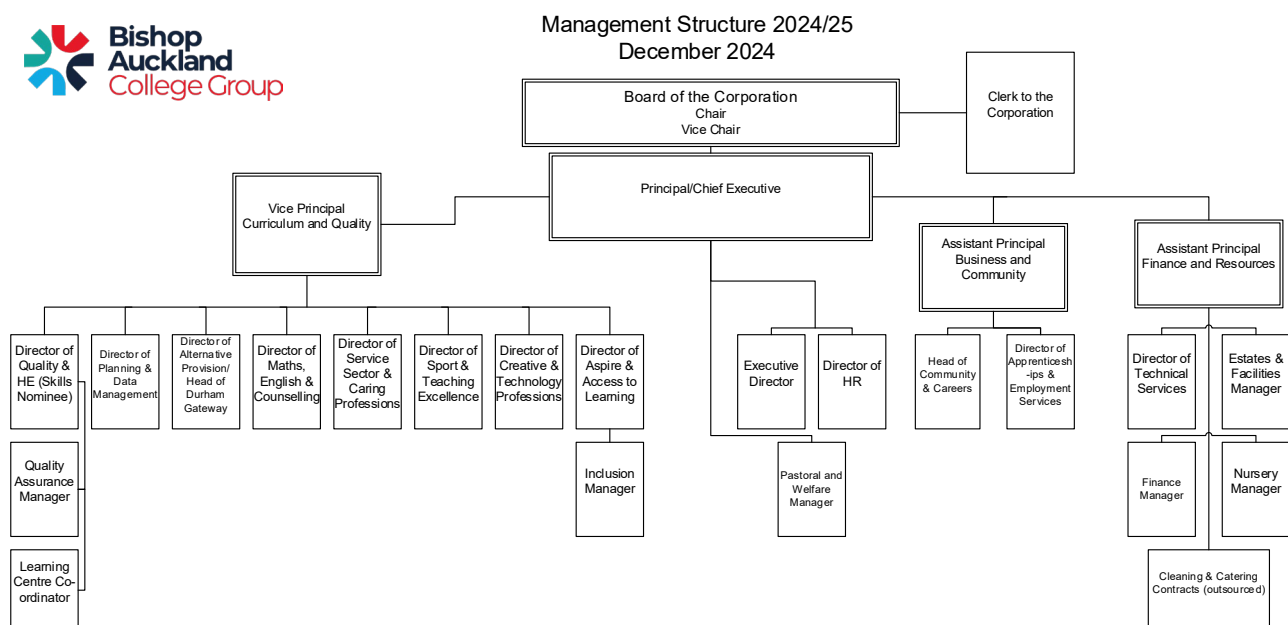 Bishop
Auckland
College Group
Management Structure 2024/25
December 2024
Board of the Corporation
Chair
Vice Chair
Clerk to the
Corporation
Principal/Chief Executive
Vice Principal
Curriculum and Quality
Assistant Principal
Business and
Community
Assistant Principal
Finance and Resources
Director of
Quality &
HE (Skills
Nominee)
Director of
Planning &
Data
Management
Director of
Alternative
Provision/
Head of
Durham
Gateway
Director of
Maths,
English &
Counselling
Director of
Service
Sector &
Caring
Professions
Director of
Sport &
Teaching
Excellence
Director of
Creative &
Technology
Professions
Director of
Aspire &
Access to
Learning
Executive
Director
Director of
HR
Head of
Community
& Careers
Director of
Apprenticesh
-ips &
Employment
Services
Director of
Technical
Services
Estates &
Facilities
Manager
Quality
Assurance
Manager
Inclusion
Manager
Pastoral and
Welfare
Manager
Finance
Manager
Nursery
Manager
Learning
Centre Co-
ordinator
Cleaning & Catering
Contracts (outsourced)